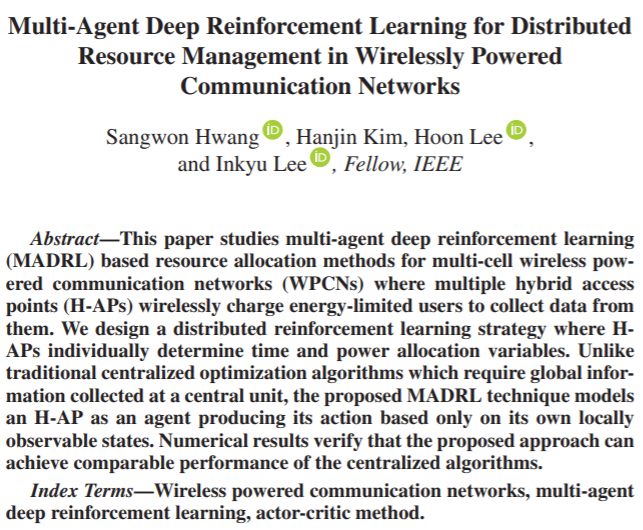 Multi-Agent Deep Reinforcement Learning for Distributed
Resource Management in Wirelessly Powered
Communication Networks
Sangwon Hwang iD, Hanjin Kim, Hoon Lee iD,
and Inkyu Lee iD, Fellow, IEEE
Abstract—This paper studies multi-agent deep reinforcement learning
(MADRL) based resource allocation methods for multi-cell wireless pow-
ered communication networks (WPCNs) where multiple hybrid access
points (H-APs) wirelessly charge energy-limited users to collect data from
them. We design a distributed reinforcement learning strategy where H-
APs individually determine time and power allocation variables. Unlike
traditional centralized optimization algorithms which require global infor-
mation collected at a central unit, the proposed MADRL technique models
an H-AP as an agent producing its action based only on its own locally
observable states. Numerical results verify that the proposed approach can
achieve comparable performance of the centralized algorithms.
Index Terms—Wireless powered communication networks, multi-agent
deep reinforcement learning, actor-critic method.